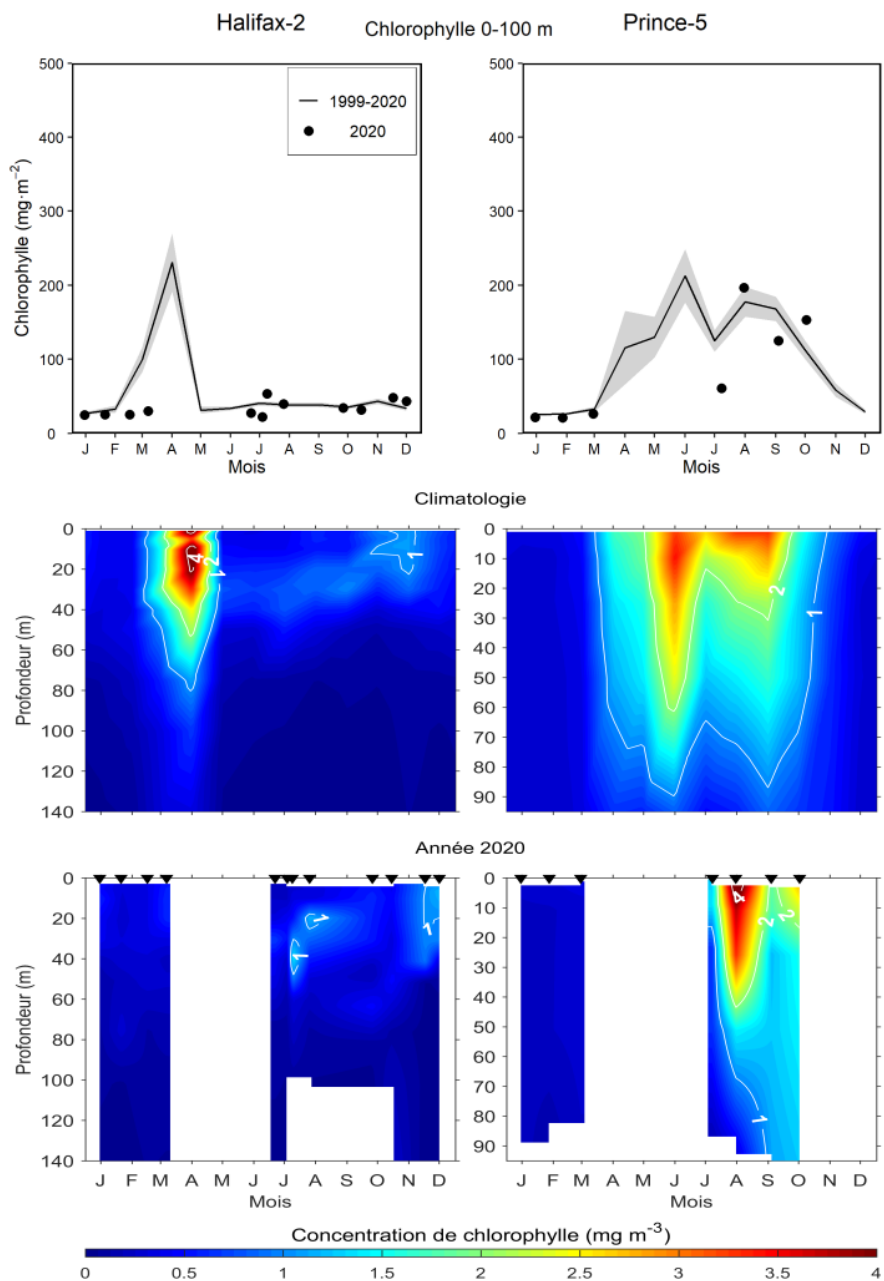 Halifax-2 Chlorophylle 0-100 m Prince-5
500
400
300
200
100
0
Chlorophylle (mg·m⁻²)
1999-2020
2020
J F M A M J J A S O N D
Mois
J F M A M J J A S O N D
Mois
500
400
300
200
100
0
Climatologie
0
20
40
60
80
100
120
140
Profondeur (m)
4 2 1 1
0
10
20
30
40
50
60
70
80
90
2 1
Année 2020
0
20
40
60
80
100
120
140
Profondeur (m)
1 1 1
J F M A M J J A S O N D
Mois
0
10
20
30
40
50
60
70
80
90
4 2 2 1
J F M A M J J A S O N D
Mois
Concentration de chlorophylle (mg m⁻³)
0 0.5 1 1.5 2 2.5 3 3.5 4